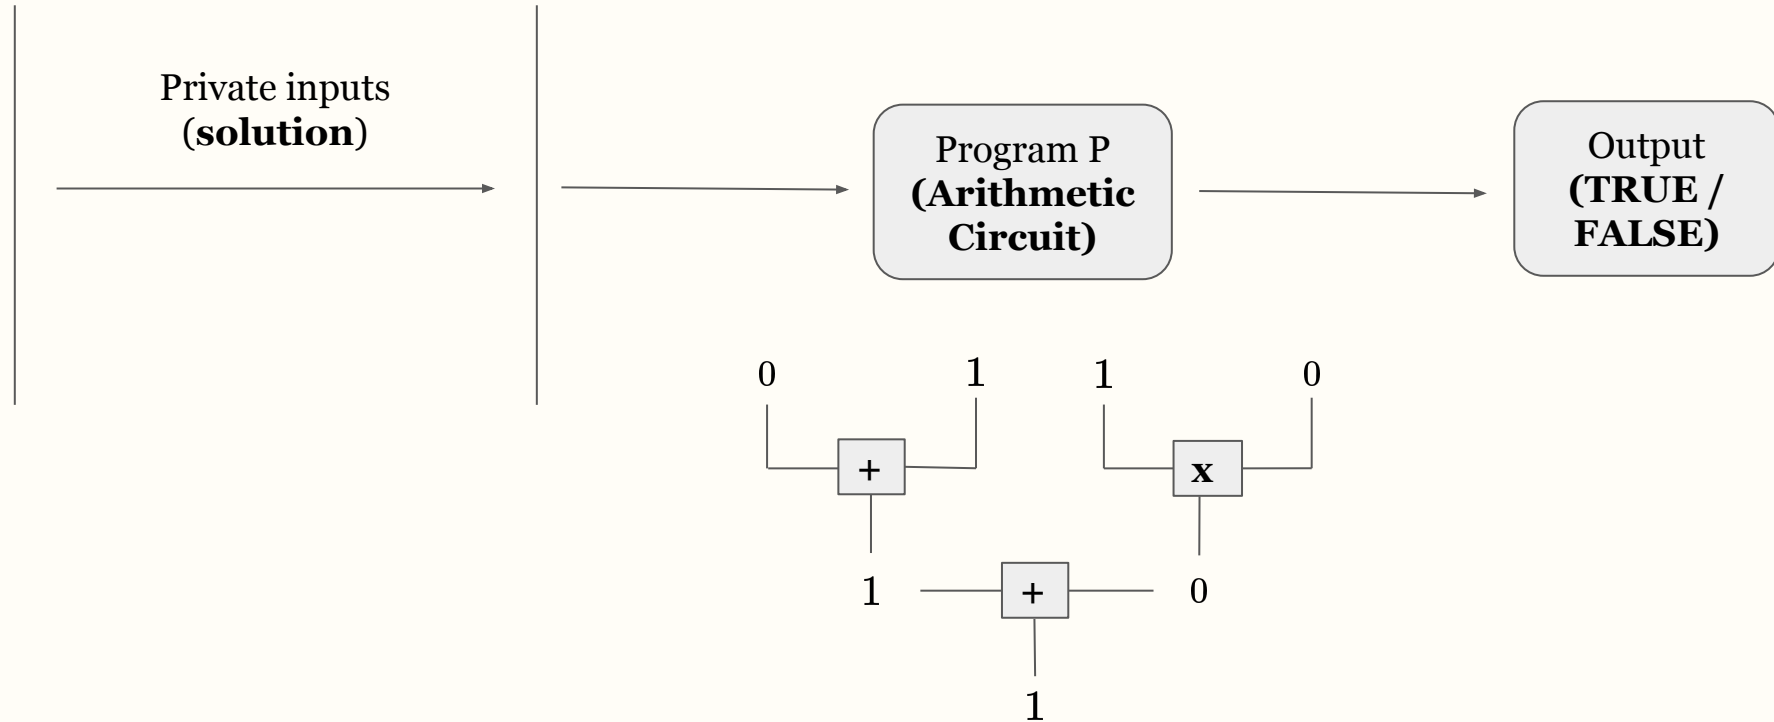 Private inputs
(solution)
Program P
(Arithmetic
Circuit)
Output
(TRUE /
FALSE)
0 1 1 0
+ x
1 + 0
1